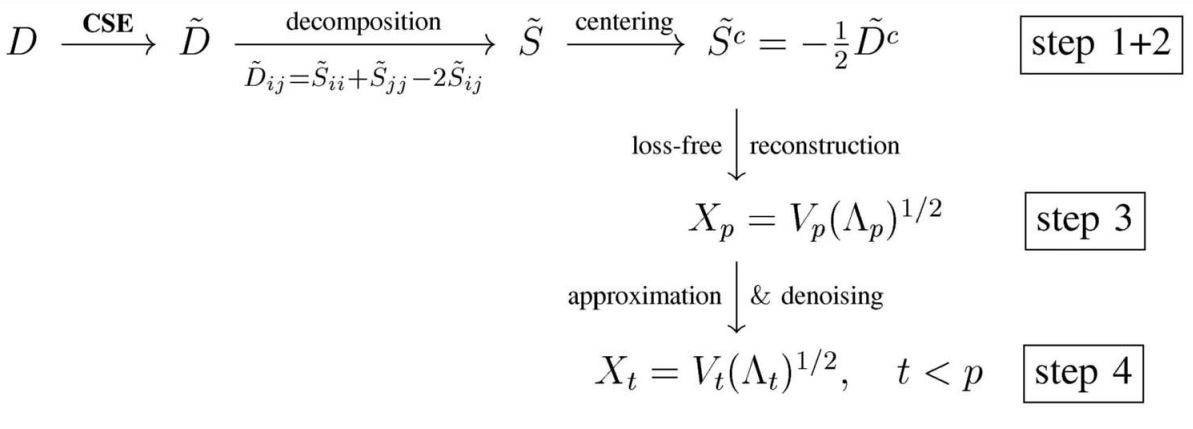 CSE decomposition centering
D → D̃ → S̃ → S̃ᶜ = −½D̃ᶜ step 1+2
D̃ᵢⱼ=S̃ᵢᵢ+S̃ⱼⱼ−2S̃ᵢⱼ
loss-free ↓ reconstruction
Xₚ = Vₚ(Λₚ)^{1/2} step 3
approximation ↓ & denoising
Xₜ = Vₜ(Λₜ)^{1/2}, t < p step 4